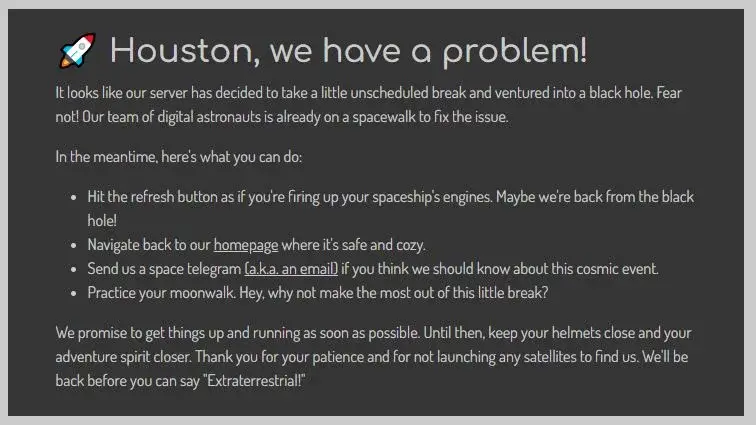 🚀 Houston, we have a problem!
It looks like our server has decided to take a little unscheduled break and ventured into a black hole. Fear
not! Our team of digital astronauts is already on a spacewalk to fix the issue.
In the meantime, here's what you can do:
• Hit the refresh button as if you're firing up your spaceship's engines. Maybe we're back from the black
hole!
• Navigate back to our homepage where it's safe and cozy.
• Send us a space telegram (a.k.a. an email) if you think we should know about this cosmic event.
• Practice your moonwalk. Hey, why not make the most out of this little break?
We promise to get things up and running as soon as possible. Until then, keep your helmets close and your
adventure spirit closer. Thank you for your patience and for not launching any satellites to find us. We'll be
back before you can say "Extraterrestrial!"